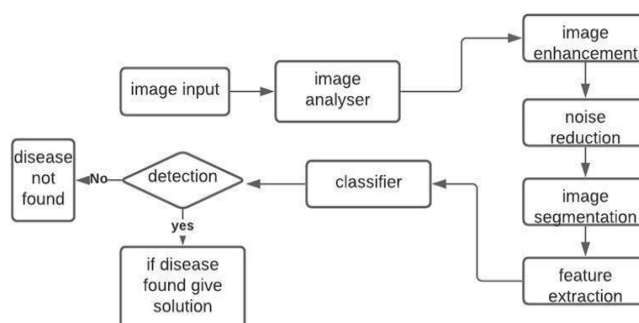 image input
image
analyser
image
enhancement
noise
reduction
image
segmentation
feature
extraction
classifier
detection
No
disease
not
found
yes
if disease
found give
solution